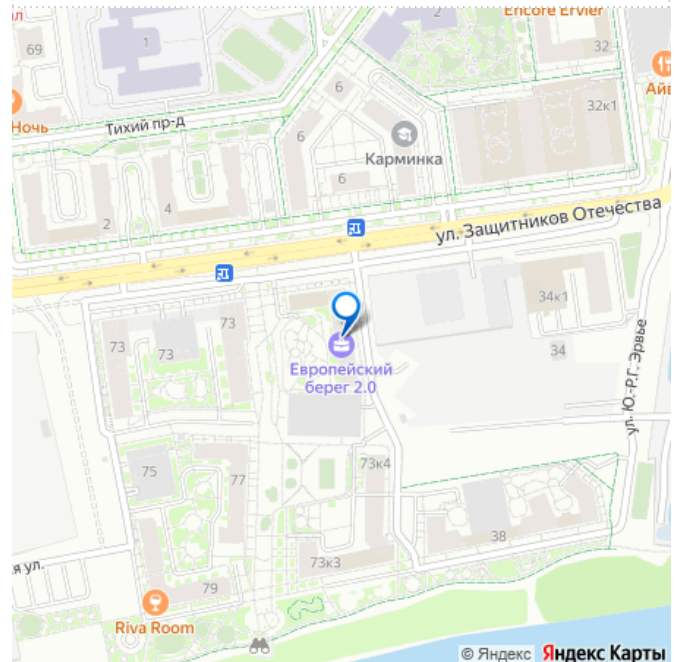 ал
2
Encore Ervier
69
1
32
Айв
6
32к1
Ночь
Тихий пр-д
6
Карминка
6
4
2
ул. Защитников Отечества
34к1
73
73
73
34
Европейский
берег 2.0
ул. Ю.-Р.Г. Эрвье
73к4
75
77
38
73к3
я ул.
79
Riva Room
© Яндекс Яндекс Карты